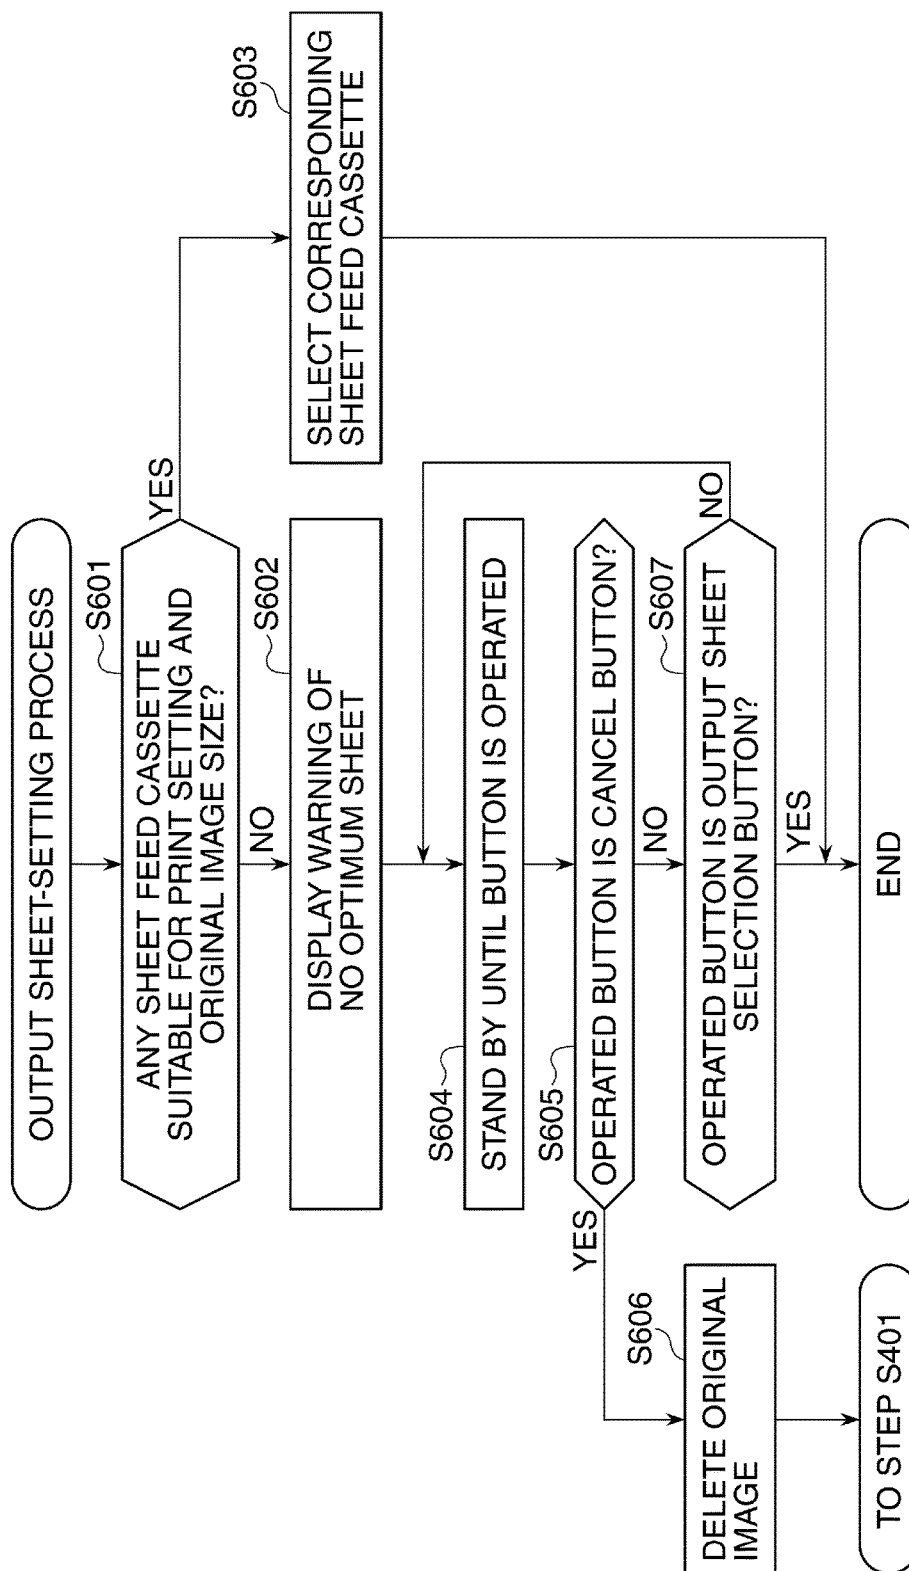 OUTPUT SHEET-SETTING PROCESS
S601
ANY SHEET FEED CASSETTE
SUITABLE FOR PRINT SETTING AND
ORIGINAL IMAGE SIZE?
YES
NO
S603
SELECT CORRESPONDING
SHEET FEED CASSETTE
S602
DISPLAY WARNING OF
NO OPTIMUM SHEET
S604
STAND BY UNTIL BUTTON IS OPERATED
S605
OPERATED BUTTON IS CANCEL BUTTON?
YES
NO
S606
DELETE ORIGINAL
IMAGE
TO STEP S401
S607
OPERATED BUTTON IS OUTPUT SHEET
SELECTION BUTTON?
NO
YES
END